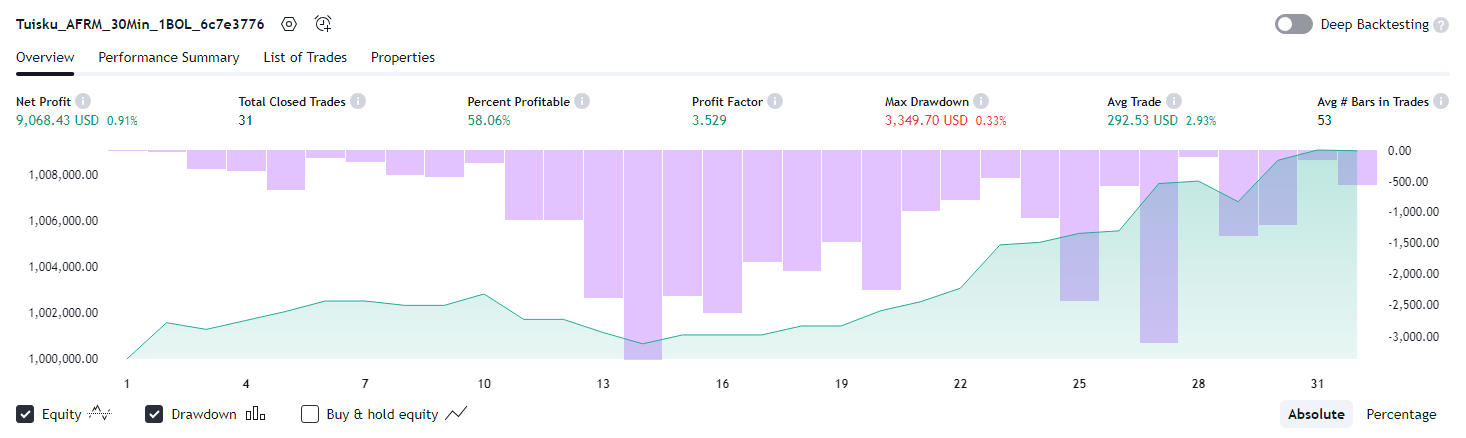 Tuisku_AFRM_30Min_1BOL_6c7e3776 Deep Backtesting ?
Overview Performance Summary List of Trades Properties
Net Profit Total Closed Trades Percent Profitable Profit Factor Max Drawdown Avg Trade Avg # Bars in Trades
9,068.43 USD 0.91% 31 58.06% 3.529 3,349.70 USD 0.33% 292.53 USD 2.93% 53
0.00
1,008,000.00 -500.00
1,006,000.00 -1,000.00
-1,500.00
1,004,000.00 -2,000.00
1,002,000.00 -2,500.00
1,000,000.00 -3,000.00
1 4 7 10 13 16 19 22 25 28 31
Equity Drawdown Buy & hold equity Absolute Percentage